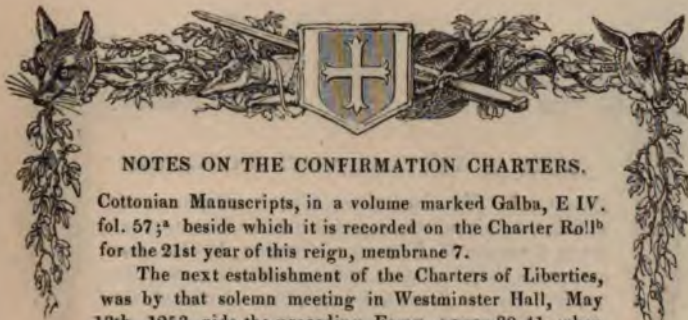 NOTES ON THE CONFIRMATION CHARTERS.
Cottonian Manuscripts, in a volume marked Galba, E IV.
fol. 57;ᵃ beside which it is recorded on the Charter Rollᵇ
for the 21st year of this reign, membrane 7.
The next establishment of the Charters of Liberties,
was by that solemn meeting in Westminster Hall, May